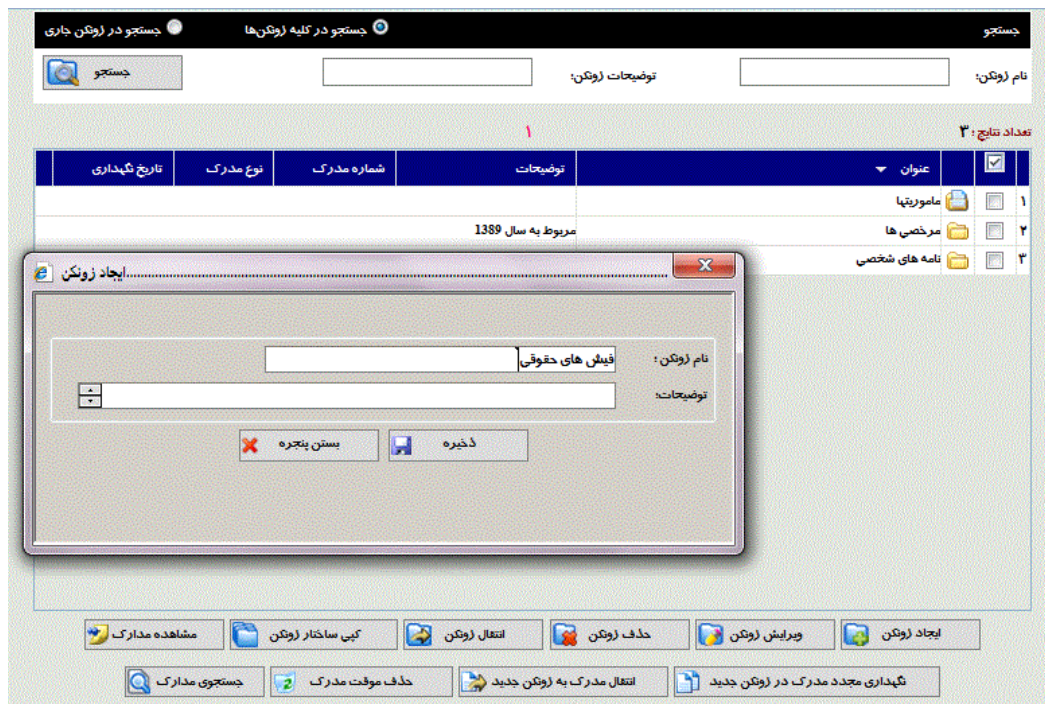 جستجو جستجو در کلیه زونکن‌ها جستجو در زونکن جاری
نام زونکن: توضیحات زونکن: جستجو
تعداد نتایج : ۳ ۱
عنوان توضیحات شماره مدرک نوع مدرک تاریخ نگهداری
۱ ماموریتها
۲ مرخصی ها مربوط به سال 1389
۳ نامه های شخصی
ایجاد زونکن
نام زونکن : فیش های حقوقی
توضیحات:
ذخیره بستن پنجره
ایجاد زونکن ویرایش زونکن حذف زونکن انتقال زونکن کپی ساختار زونکن مشاهده مدارک
نگهداری مجدد مدرک در زونکن جدید انتقال مدرک به زونکن جدید حذف موقت مدرک جستجوی مدارک